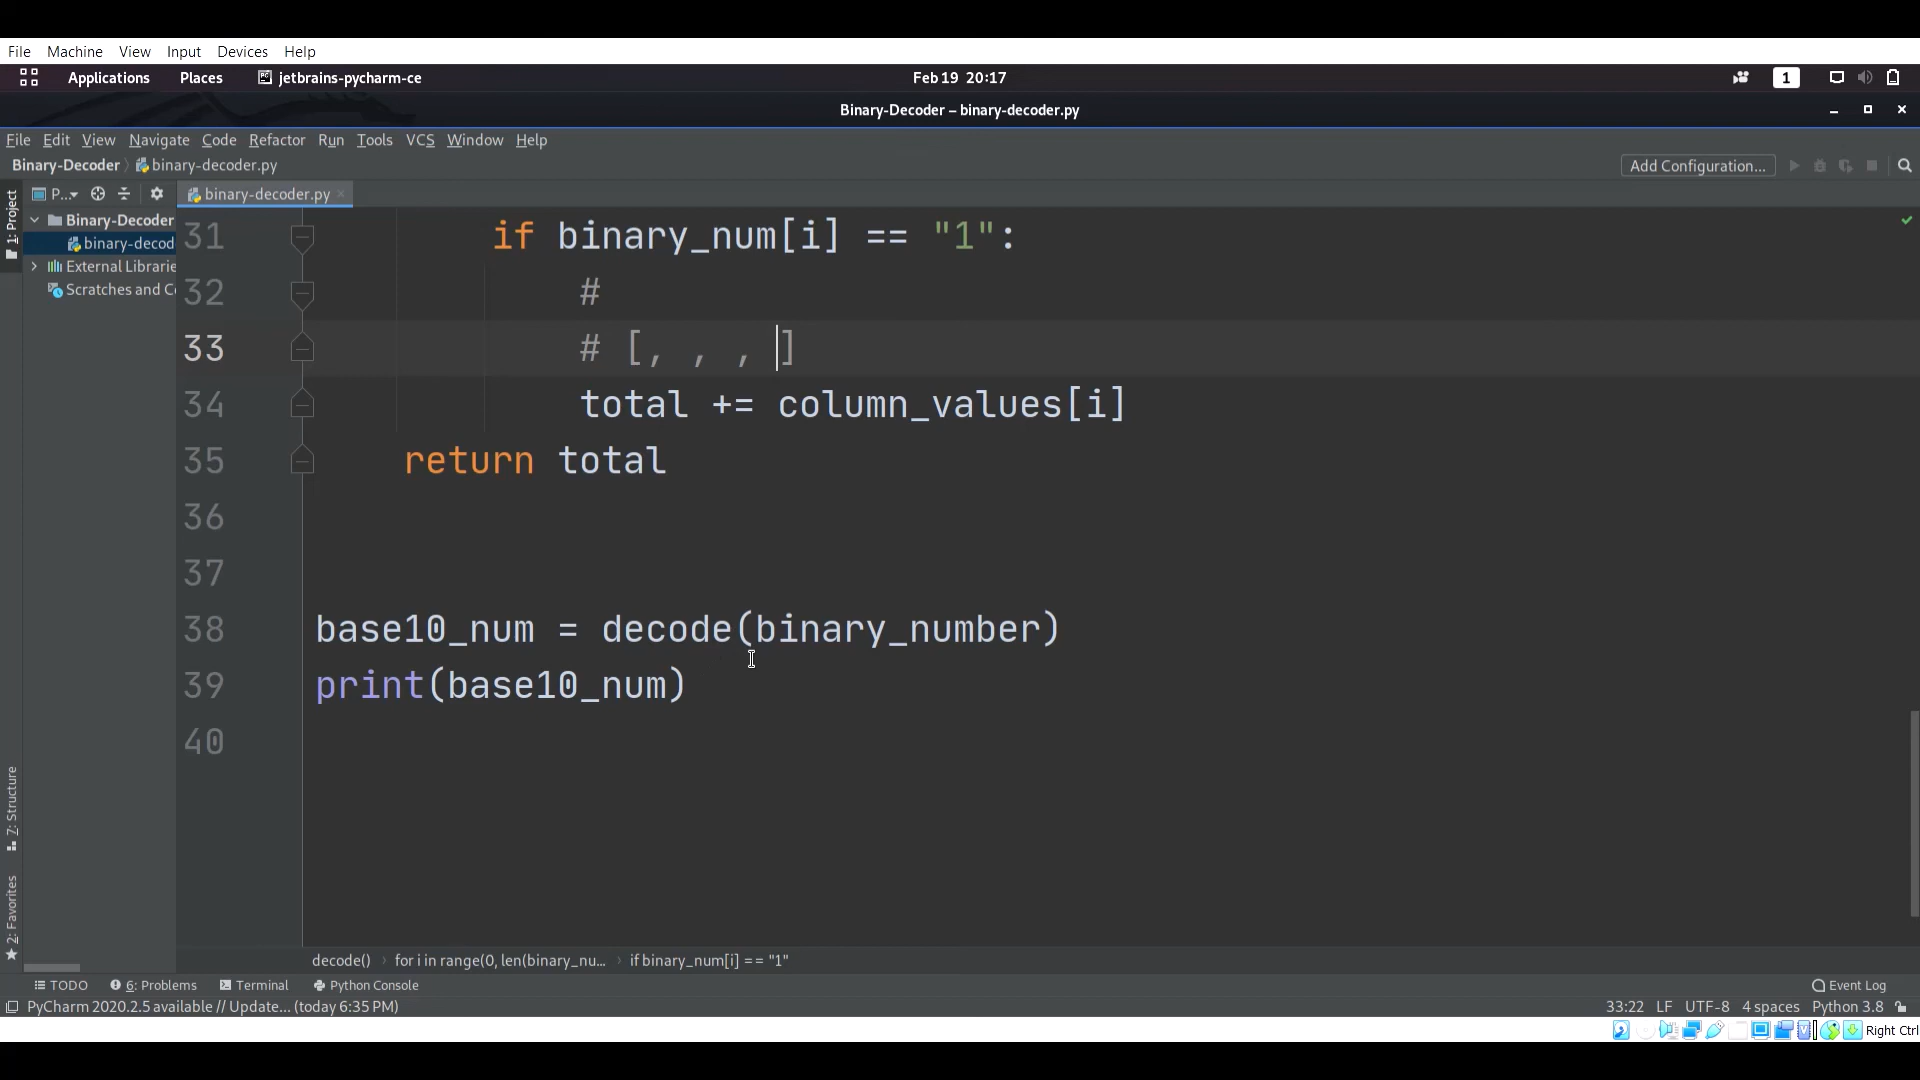 File Machine View Input Devices Help
Applications Places jetbrains-pycharm-ce Feb 19 20:17 1
Binary-Decoder – binary-decoder.py
File Edit View Navigate Code Refactor Run Tools VCS Window Help
Binary-Decoder binary-decoder.py Add Configuration...
1: Project P... binary-decoder.py
Binary-Decoder
binary-decod
External Librarie
Scratches and Co
31 if binary_num[i] == "1":
32 #
33 # [, , , ]
34 total += column_values[i]
35 return total
36
37
38 base10_num = decode(binary_number)
39 print(base10_num)
40
7: Structure
2: Favorites
decode() for i in range(0, len(binary_nu... if binary_num[i] == "1"
TODO 6: Problems Terminal Python Console Event Log
PyCharm 2020.2.5 available // Update... (today 6:35 PM) 33:22 LF UTF-8 4 spaces Python 3.8
Right Ctrl